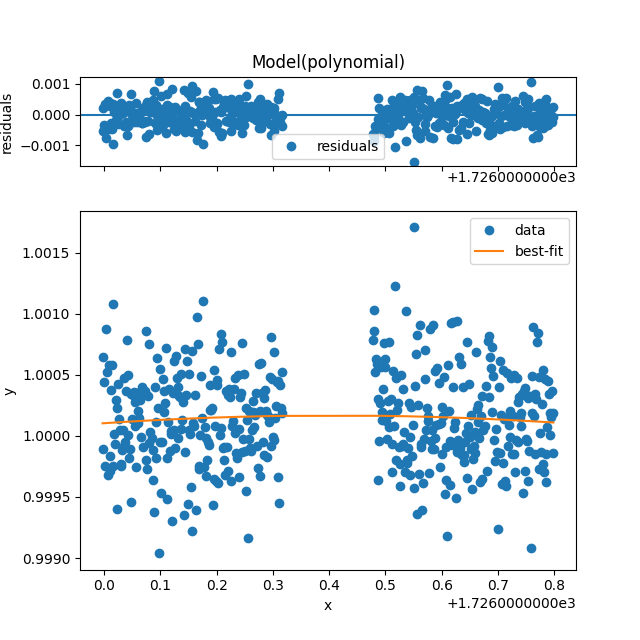 Model(polynomial)
residuals
0.001
0.000
−0.001
residuals
+1.7260000000e3
y
1.0015
1.0010
1.0005
1.0000
0.9995
0.9990
data
best-fit
0.0 0.1 0.2 0.3 0.4 0.5 0.6 0.7 0.8
x
+1.7260000000e3